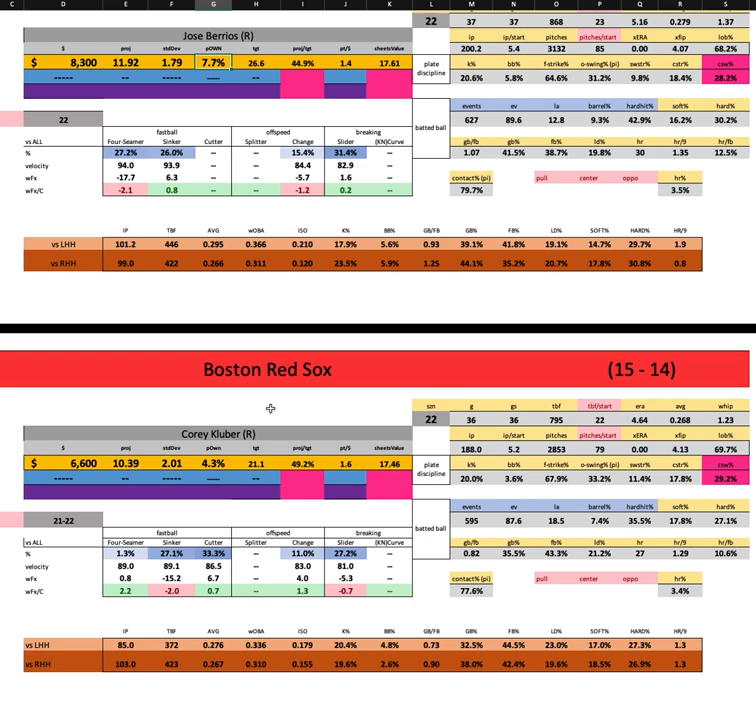 C D E F G H I J K L M N O P Q R S
22 37 37 868 23 5.16 0.279 1.37
Jose Berrios (R)
ip ip/start pitches pitches/start xERA xfip lob%
200.2 5.4 3132 85 0.00 4.07 68.2%
$ proj stdDev pOWN tgt proj/tgt pt/$ sheetsValue
$ 8,300 11.92 1.79 7.7% 26.6 44.9% 1.4 17.61
plate discipline
k% bb% f-strike% o-swing% (pi) swstr% cstr% csw%
20.6% 5.8% 64.6% 31.2% 9.8% 18.4% 28.2%
----- -- ---- --- --
events ev la barrel% hardhit% soft% hard%
627 89.6 12.8 9.3% 42.9% 16.2% 30.2%
22
batted ball
fastball offspeed breaking
vs ALL Four-Seamer Sinker Cutter Splitter Change Slider (KN)Curve
gb/fb gb% fb% ld% hr hr/9 hr/fb
% 27.2% 26.0% -- -- 15.4% 31.4% --
1.07 41.5% 38.7% 19.8% 30 1.35 12.5%
velocity 94.0 93.9 -- -- 84.4 82.9 --
wFx -17.7 6.3 -- -- -5.7 1.6 --
contact% (pi) pull center oppo hr%
wFx/C -2.1 0.8 -- -- -1.2 0.2 --
79.7% 3.5%
IP TBF AVG wOBA ISO K% BB% GB/FB GB% FB% LD% SOFT% HARD% HR/9
vs LHH 101.2 446 0.295 0.366 0.210 17.9% 5.6% 0.93 39.1% 41.8% 19.1% 14.7% 29.7% 1.9
vs RHH 99.0 422 0.266 0.311 0.120 23.5% 5.9% 1.25 44.1% 35.2% 20.7% 17.8% 30.8% 0.8
Boston Red Sox (15 - 14)
szn g gs tbf tbf/start era avg whip
22 36 36 795 22 4.64 0.268 1.23
Corey Kluber (R)
ip ip/start pitches pitches/start xERA xfip lob%
188.0 5.2 2853 79 0.00 4.13 69.7%
$ proj stdDev pOwn tgt proj/tgt pt/$ sheetsValue
$ 6,600 10.39 2.01 4.3% 21.1 49.2% 1.6 17.46
plate discipline
k% bb% f-strike% o-swing% (pi) swstr% cstr% csw%
20.0% 3.6% 67.9% 33.2% 11.4% 17.8% 29.2%
----- -- ---- --- --
events ev la barrel% hardhit% soft% hard%
595 87.6 18.5 7.4% 35.5% 17.8% 27.1%
21-22
batted ball
fastball offspeed breaking
vs ALL Four-Seamer Sinker Cutter Splitter Change Slider (KN)Curve
gb/fb gb% fb% ld% hr hr/9 hr/fb
% 1.3% 27.1% 33.3% -- 11.0% 27.2% --
0.82 35.5% 43.3% 21.2% 27 1.29 10.6%
velocity 89.0 89.1 86.5 -- 83.0 81.0 --
wFx 0.8 -15.2 6.7 -- 4.0 -5.3 --
contact% (pi) pull center oppo hr%
wFx/C 2.2 -2.0 0.7 -- 1.3 -0.7 --
77.6% 3.4%
IP TBF AVG wOBA ISO K% BB% GB/FB GB% FB% LD% SOFT% HARD% HR/9
vs LHH 85.0 372 0.276 0.336 0.179 20.4% 4.8% 0.73 32.5% 44.5% 23.0% 17.0% 27.3% 1.3
vs RHH 103.0 423 0.267 0.310 0.155 19.6% 2.6% 0.90 38.0% 42.4% 19.6% 18.5% 26.9% 1.3